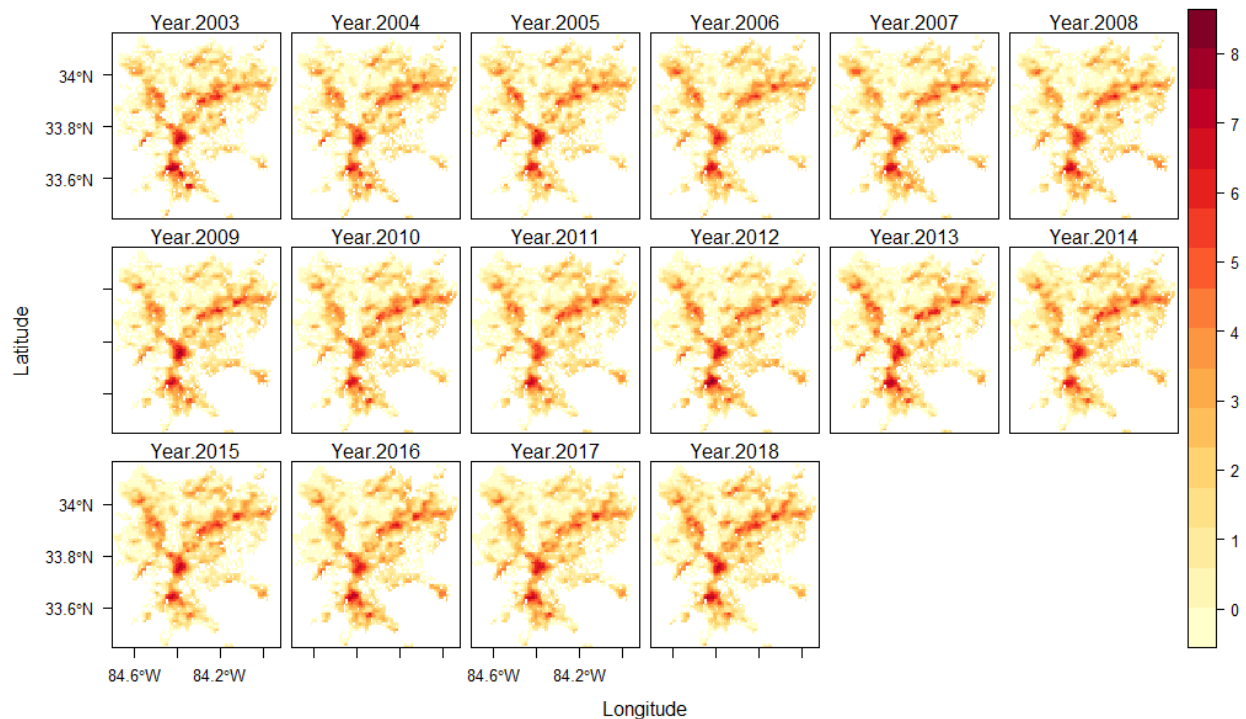 Year.2003 Year.2004 Year.2005 Year.2006 Year.2007 Year.2008
34°N
33.8°N
33.6°N
Year.2009 Year.2010 Year.2011 Year.2012 Year.2013 Year.2014
Latitude
Year.2015 Year.2016 Year.2017 Year.2018
34°N
33.8°N
33.6°N
84.6°W 84.2°W 84.6°W 84.2°W
Longitude
8
7
6
5
4
3
2
1
0